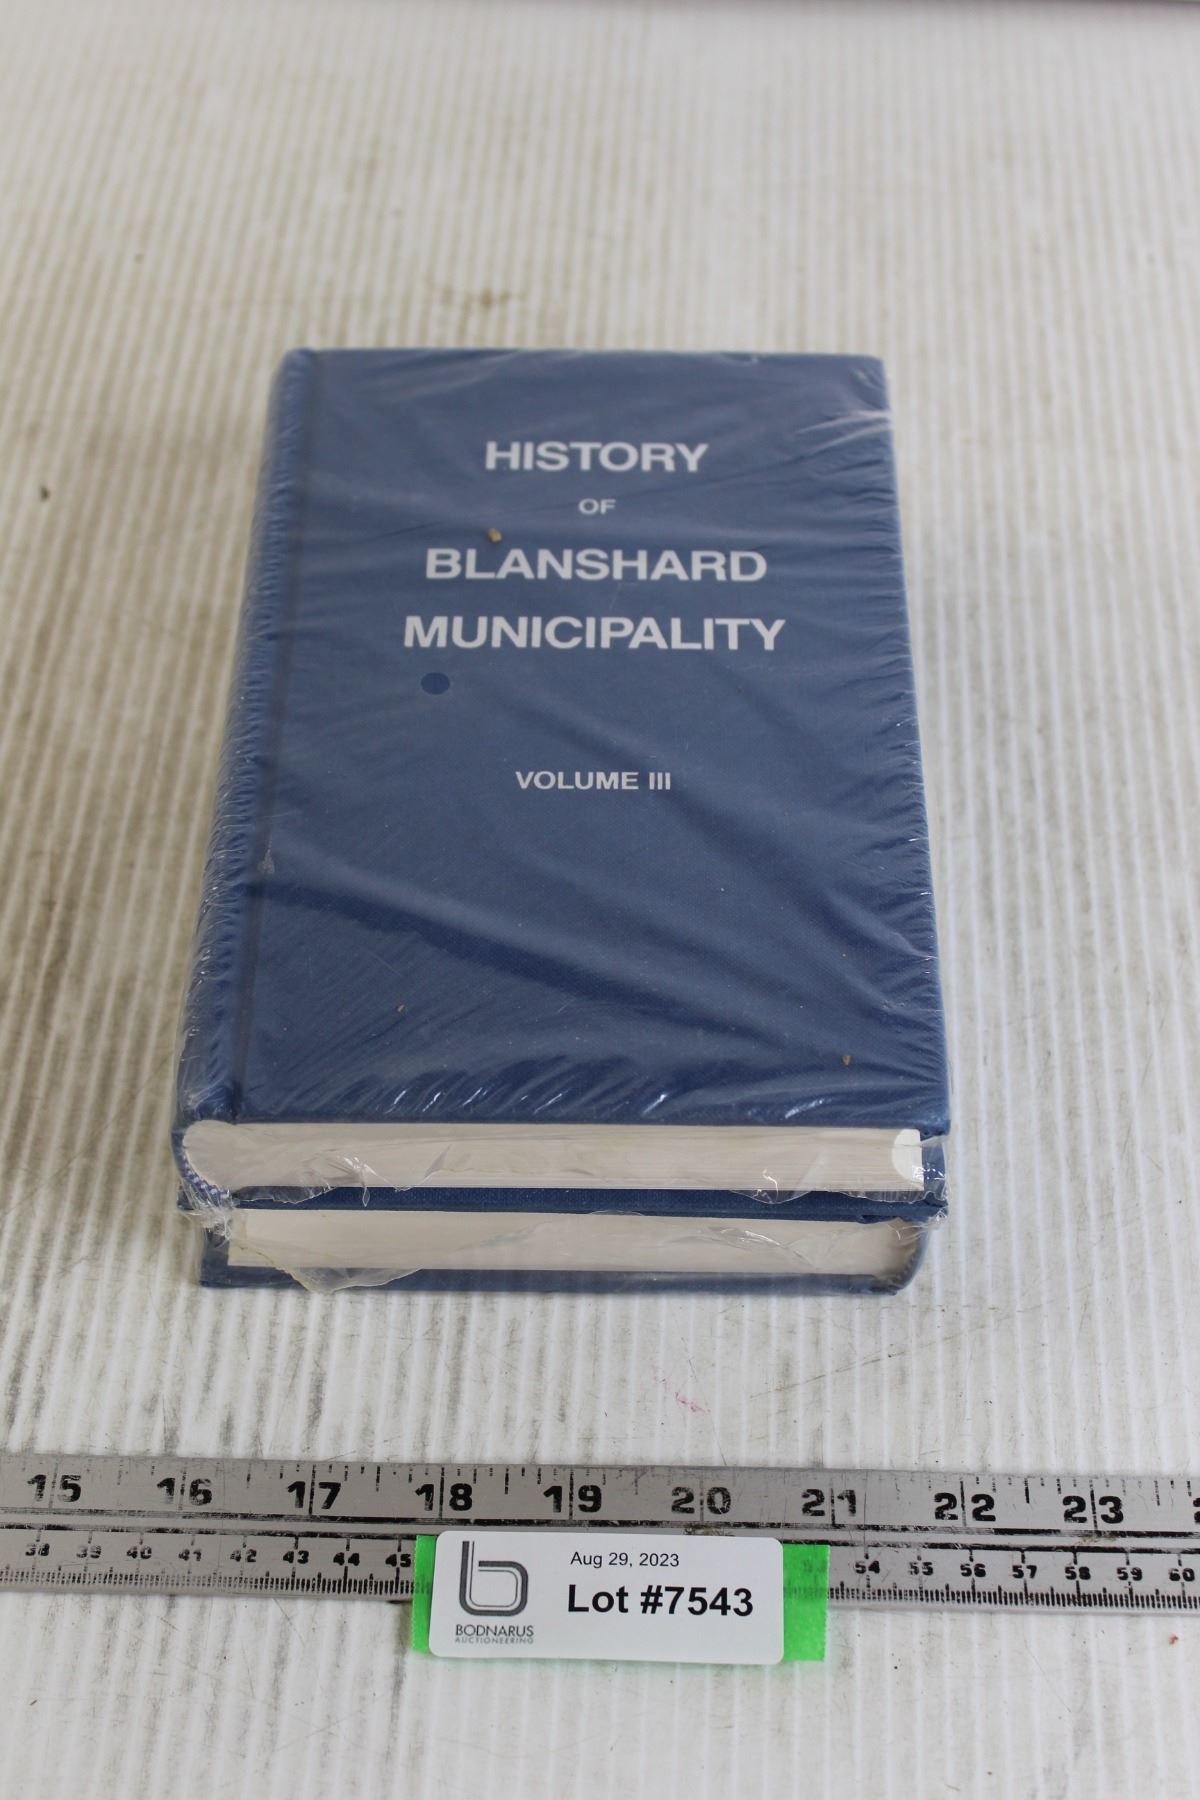 HISTORY
OF
BLANSHARD
MUNICIPALITY
VOLUME III
15 16 17 18 19 20 21 22 23
38 39 40 41 42 43 44 45 54 55 56 57 58 59 60
Aug 29, 2023
Lot #7543
b
BODNARUS
AUCTIONEERING